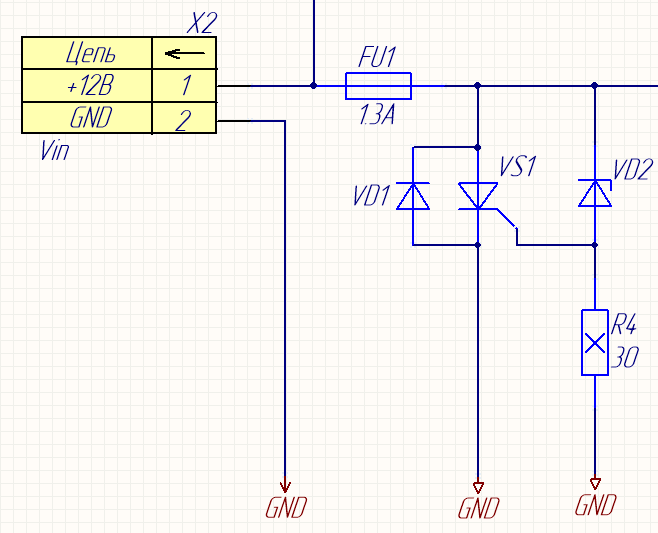 X2
Цепь
+12В 1
GND 2
Vin
FU1
1.3A
VD1
VS1
VD2
R4
30
GND
GND
GND